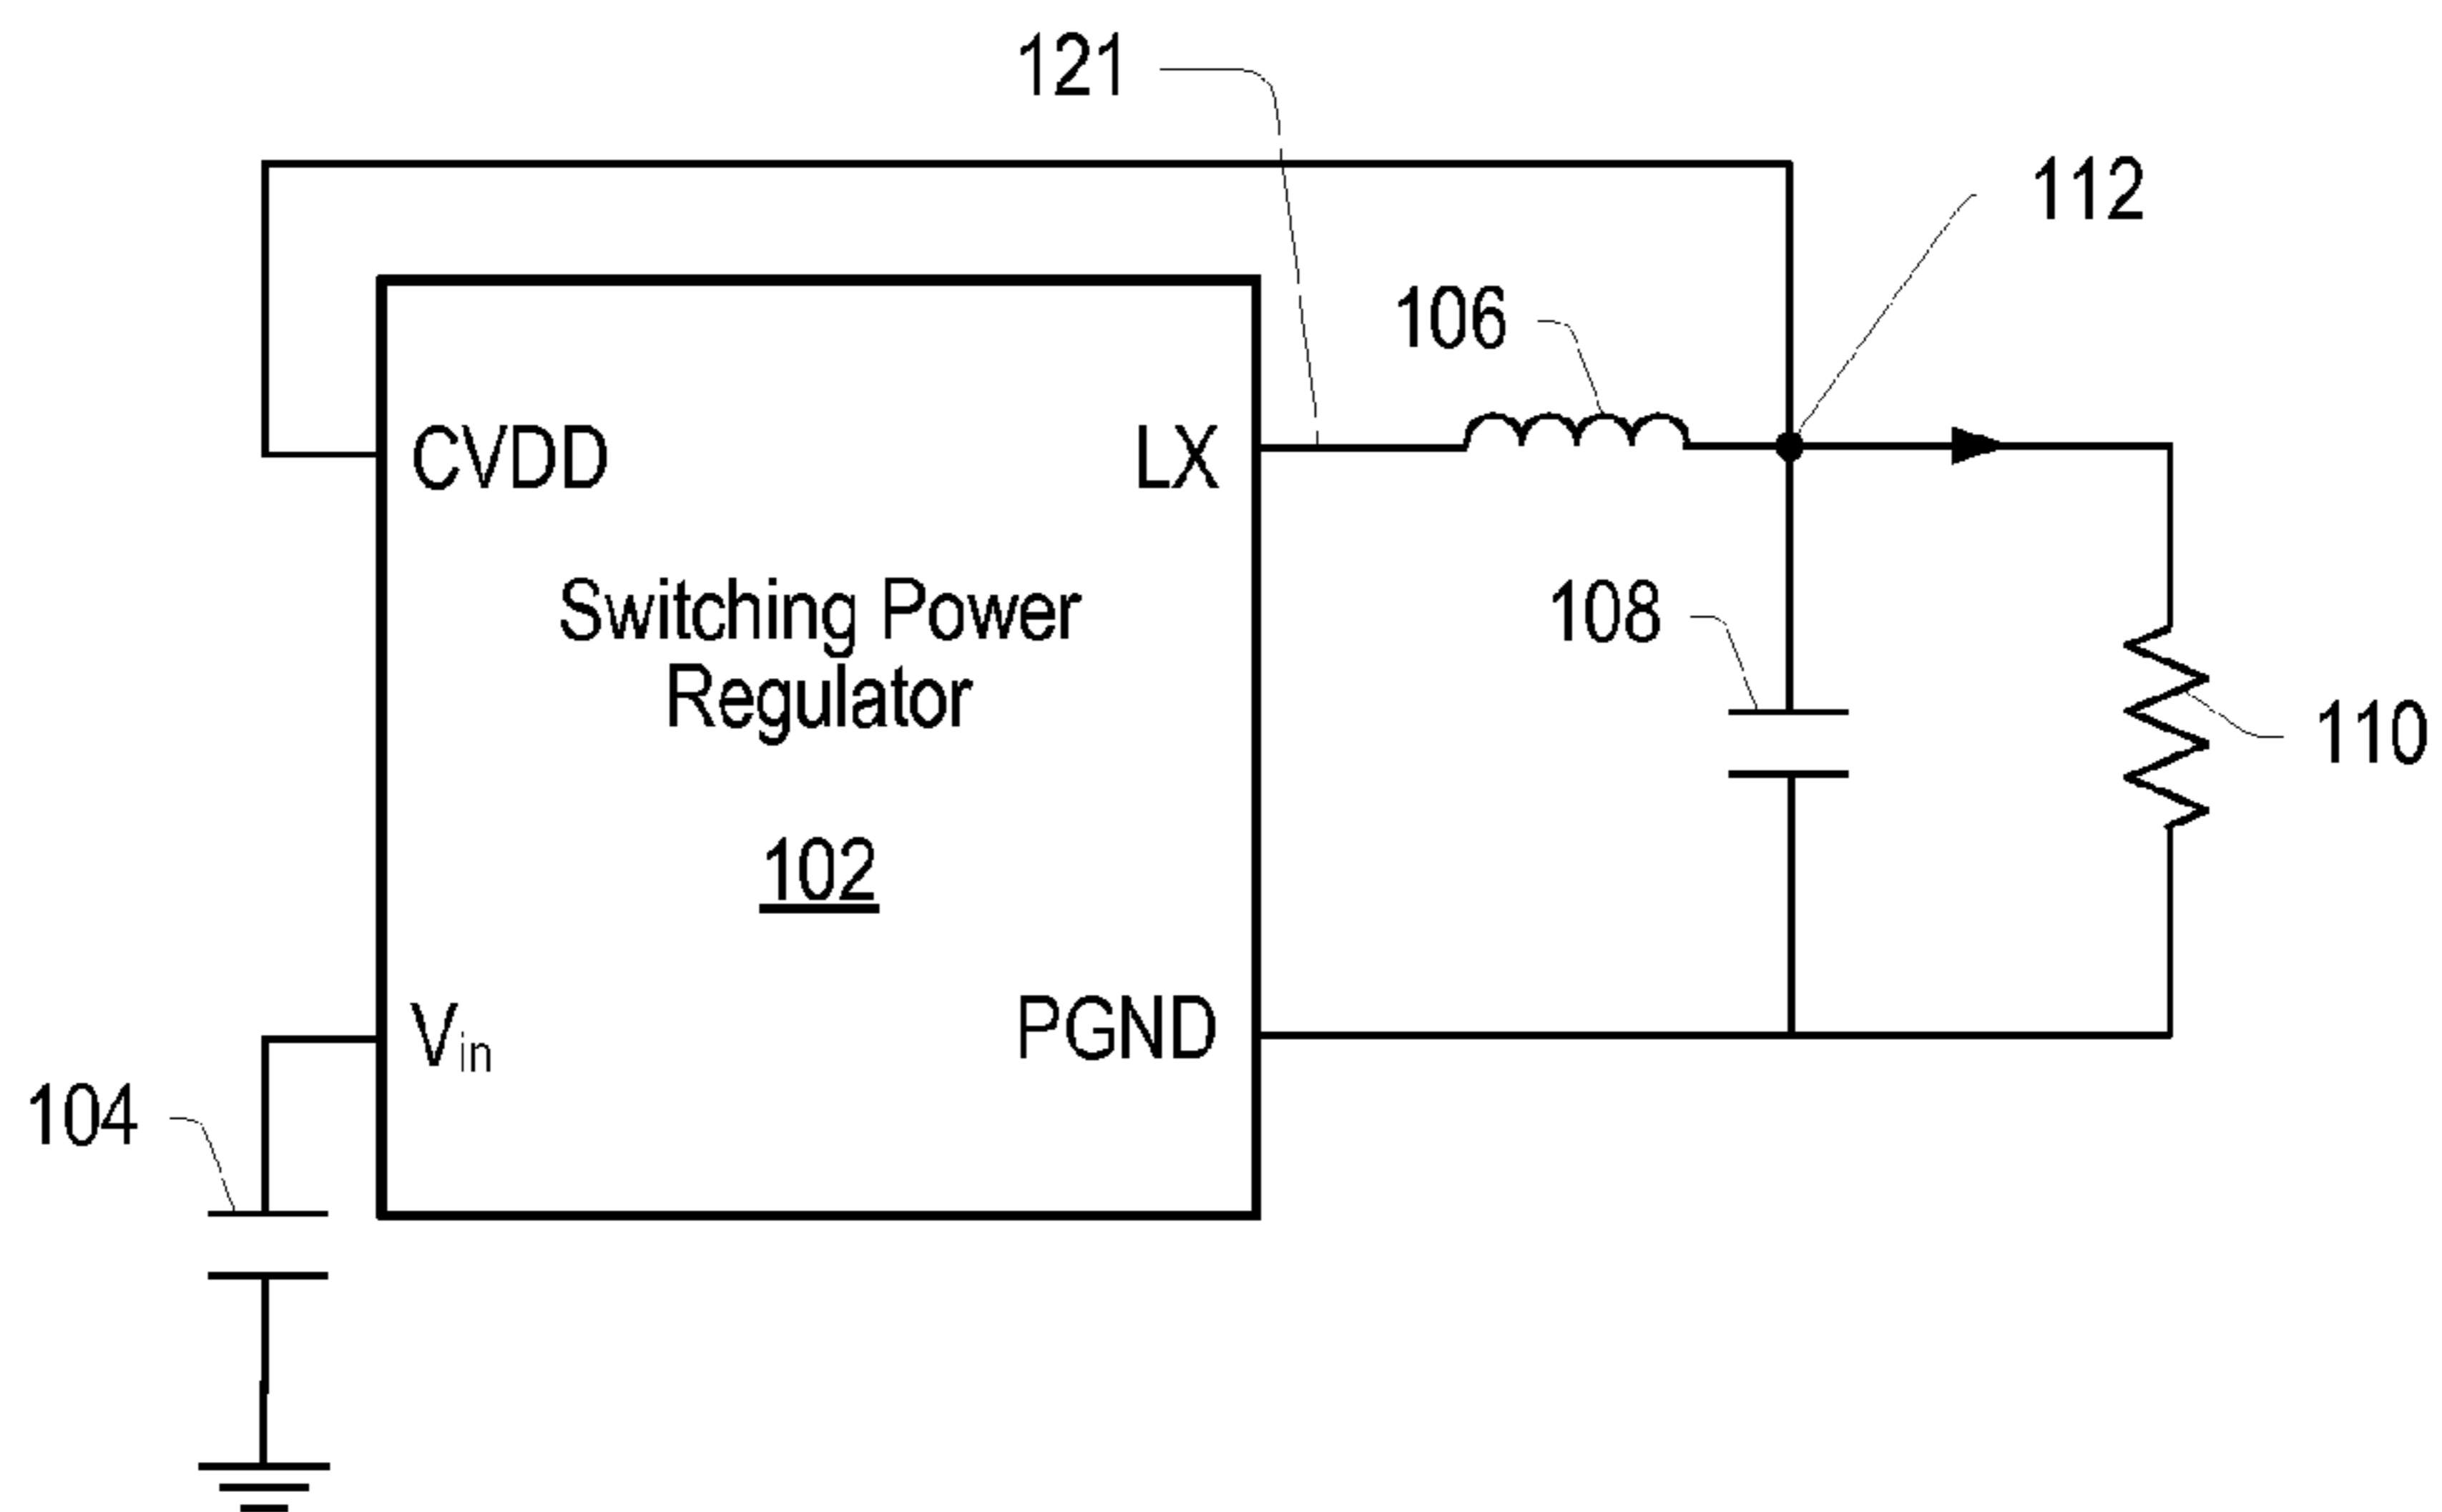 121
112
106
CVDD
LX
Switching Power
Regulator
108
110
102
Vin
PGND
104